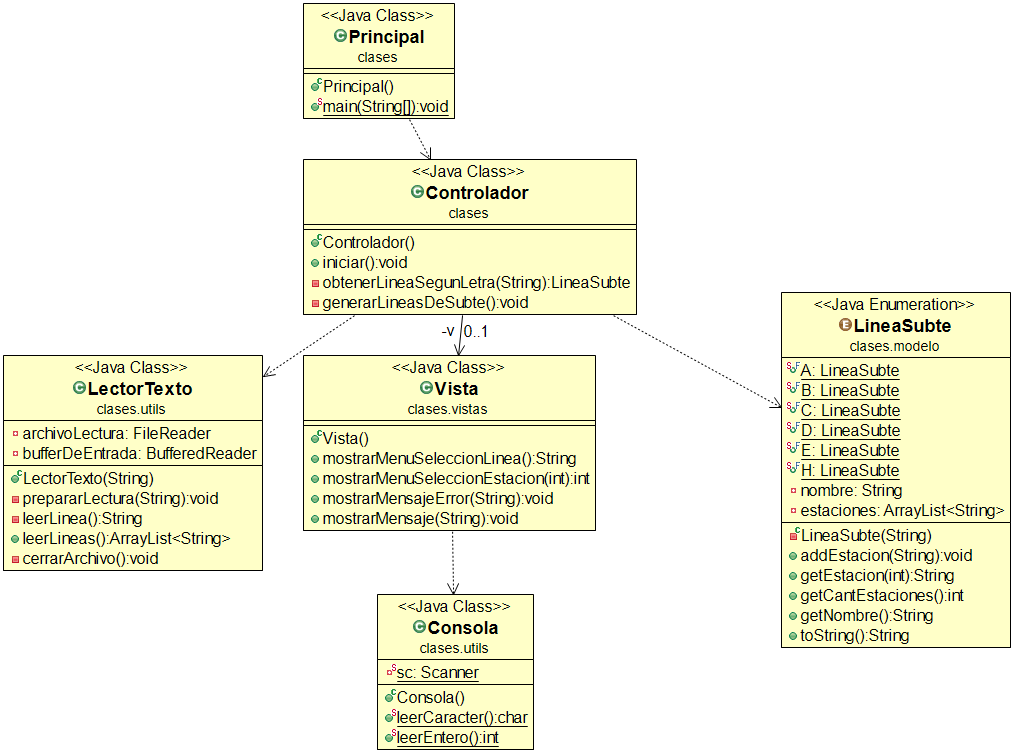 <<Java Class>>
Principal
clases
Principal()
main(String[]):void
<<Java Class>>
Controlador
clases
Controlador()
iniciar():void
obtenerLineaSegunLetra(String):LineaSubte
generarLineasDeSubte():void
-v 0..1
<<Java Class>>
LectorTexto
clases.utils
archivoLectura: FileReader
bufferDeEntrada: BufferedReader
LectorTexto(String)
prepararLectura(String):void
leerLinea():String
leerLineas():ArrayList<String>
cerrarArchivo():void
<<Java Class>>
Vista
clases.vistas
Vista()
mostrarMenuSeleccionLinea():String
mostrarMenuSeleccionEstacion(int):int
mostrarMensajeError(String):void
mostrarMensaje(String):void
<<Java Enumeration>>
LineaSubte
clases.modelo
A: LineaSubte
B: LineaSubte
C: LineaSubte
D: LineaSubte
E: LineaSubte
H: LineaSubte
nombre: String
estaciones: ArrayList<String>
LineaSubte(String)
addEstacion(String):void
getEstacion(int):String
getCantEstaciones():int
getNombre():String
toString():String
<<Java Class>>
Consola
clases.utils
sc: Scanner
Consola()
leerCaracter():char
leerEntero():int